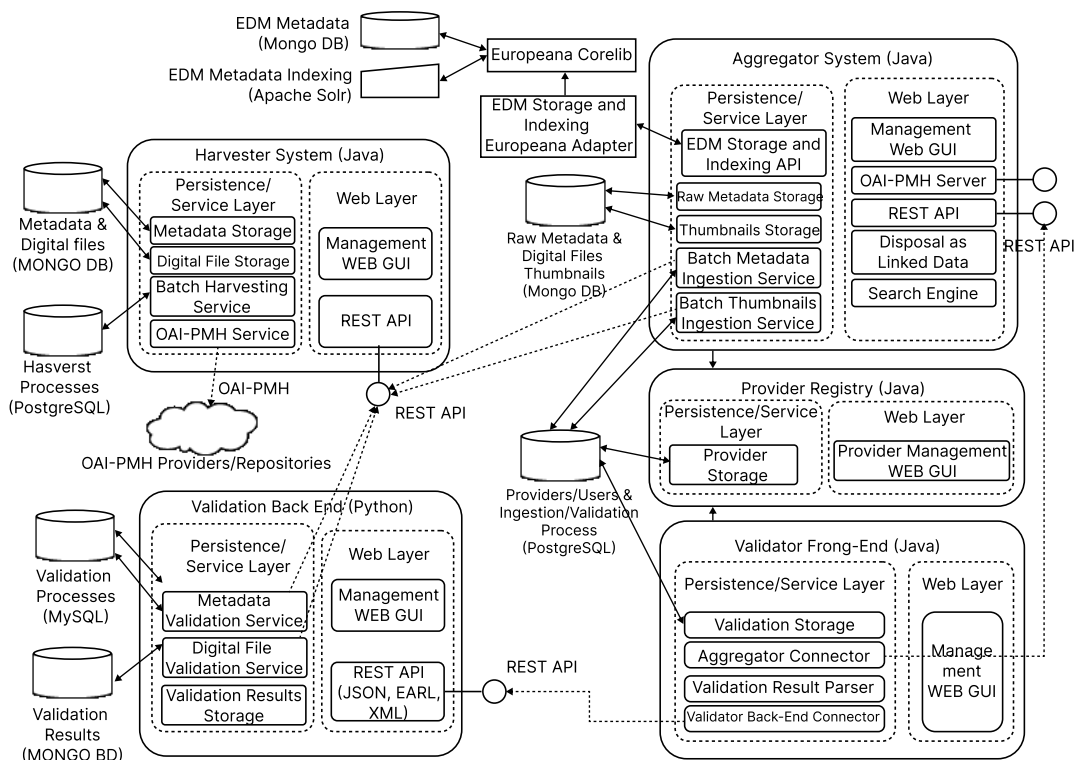 EDM Metadata
(Mongo DB)
EDM Metadata Indexing
(Apache Solr)
Europeana Corelib
EDM Storage and
Indexing
Europeana Adapter
Aggregator System (Java)
Persistence/
Service Layer
EDM Storage and
Indexing API
Raw Metadata Storage
Thumbnails Storage
Batch Metadata
Ingestion Service
Batch Thumbnails
Ingestion Service
Web Layer
Management
Web GUI
OAI-PMH Server
REST API
Disposal as
Linked Data
Search Engine
REST API
Raw Metadata &
Digital Files
Thumbnails
(Mongo DB)
Harvester System (Java)
Persistence/
Service Layer
Metadata Storage
Digital File Storage
Batch Harvesting
Service
OAI-PMH Service
Web Layer
Management
WEB GUI
REST API
Metadata &
Digital files
(MONGO DB)
Hasverst
Processes
(PostgreSQL)
OAI-PMH
OAI-PMH Providers/Repositories
REST API
Provider Registry (Java)
Persistence/Service
Layer
Provider
Storage
Web Layer
Provider Management
WEB GUI
Providers/Users &
Ingestion/Validation
Process
(PostgreSQL)
Validation Back End (Python)
Persistence/
Service Layer
Metadata
Validation Service
Digital File
Validation Service
Validation Results
Storage
Web Layer
Management
WEB GUI
REST API
(JSON, EARL,
XML)
REST API
Validation
Processes
(MySQL)
Validation
Results
(MONGO BD)
Validator Frong-End (Java)
Persistence/Service Layer
Validation Storage
Aggregator Connector
Validation Result Parser
Validator Back-End Connector
Web Layer
Manage
ment
WEB GUI